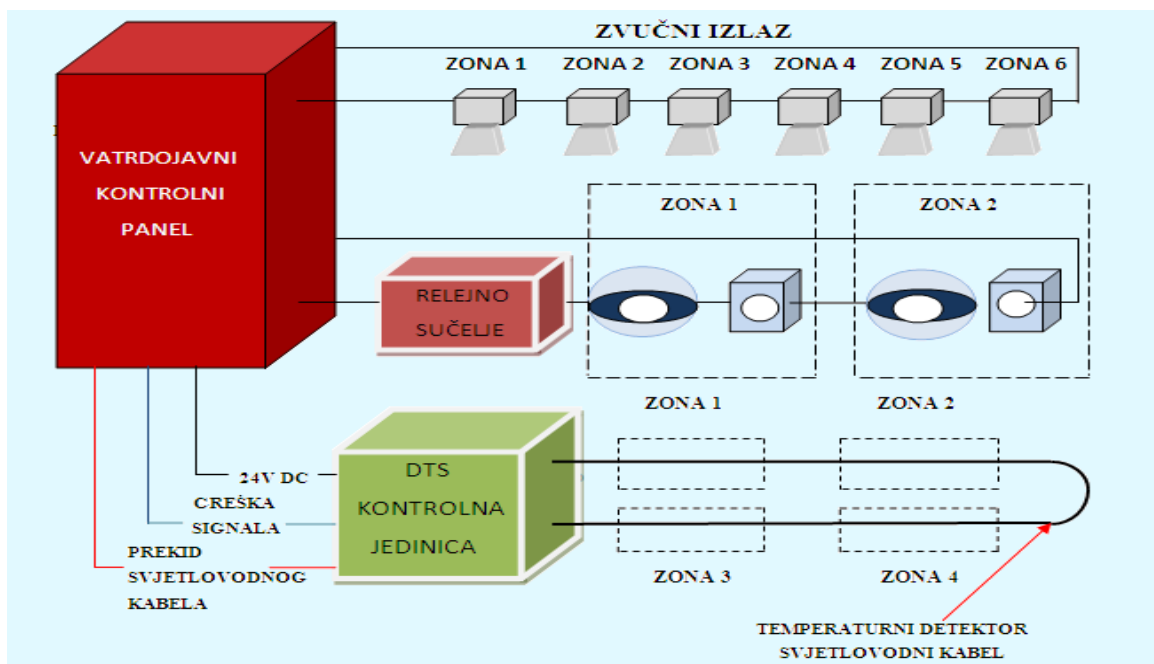 ZVUČNI IZLAZ
ZONA 1 ZONA 2 ZONA 3 ZONA 4 ZONA 5 ZONA 6
VATRDOJAVNI
KONTROLNI
PANEL
ZONA 1 ZONA 2
RELEJNO
SUČELJE
ZONA 1 ZONA 2
DTS
KONTROLNA
JEDINICA
24V DC
GREŠKA
SIGNALA
PREKID
SVJETLOVODNOG
KABELA
ZONA 3 ZONA 4
TEMPERATURNI DETEKTOR
SVJETLOVODNI KABEL